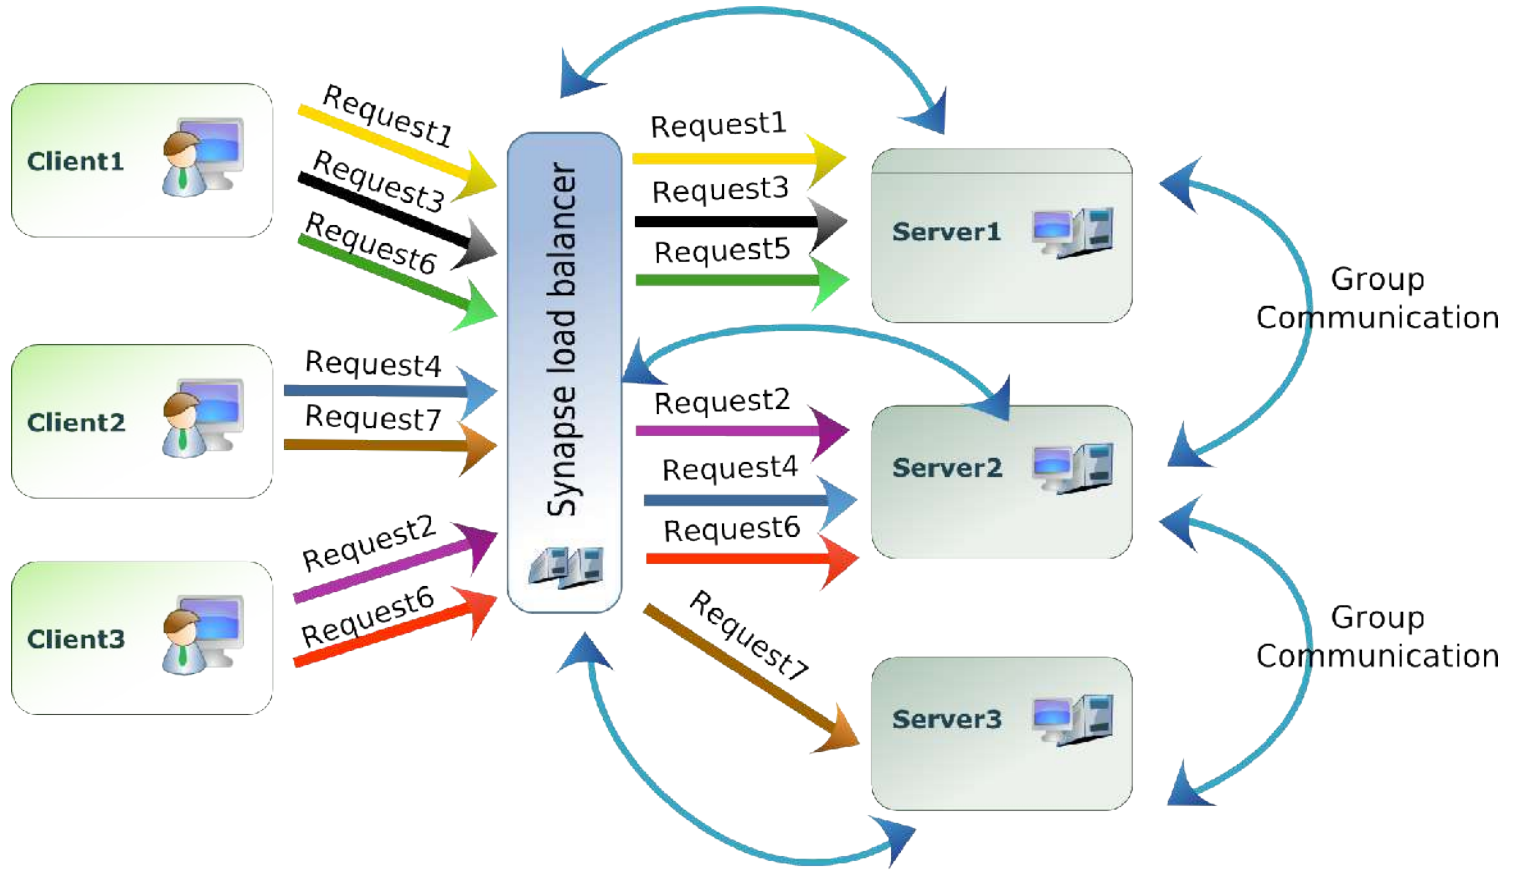 Client1
Request1
Request3
Request6
Client2
Request4
Request7
Client3
Request2
Request6
Synapse load balancer
Request1
Request3
Request5
Server1
Request2
Request4
Request6
Server2
Request7
Server3
Group
Communication
Group
Communication